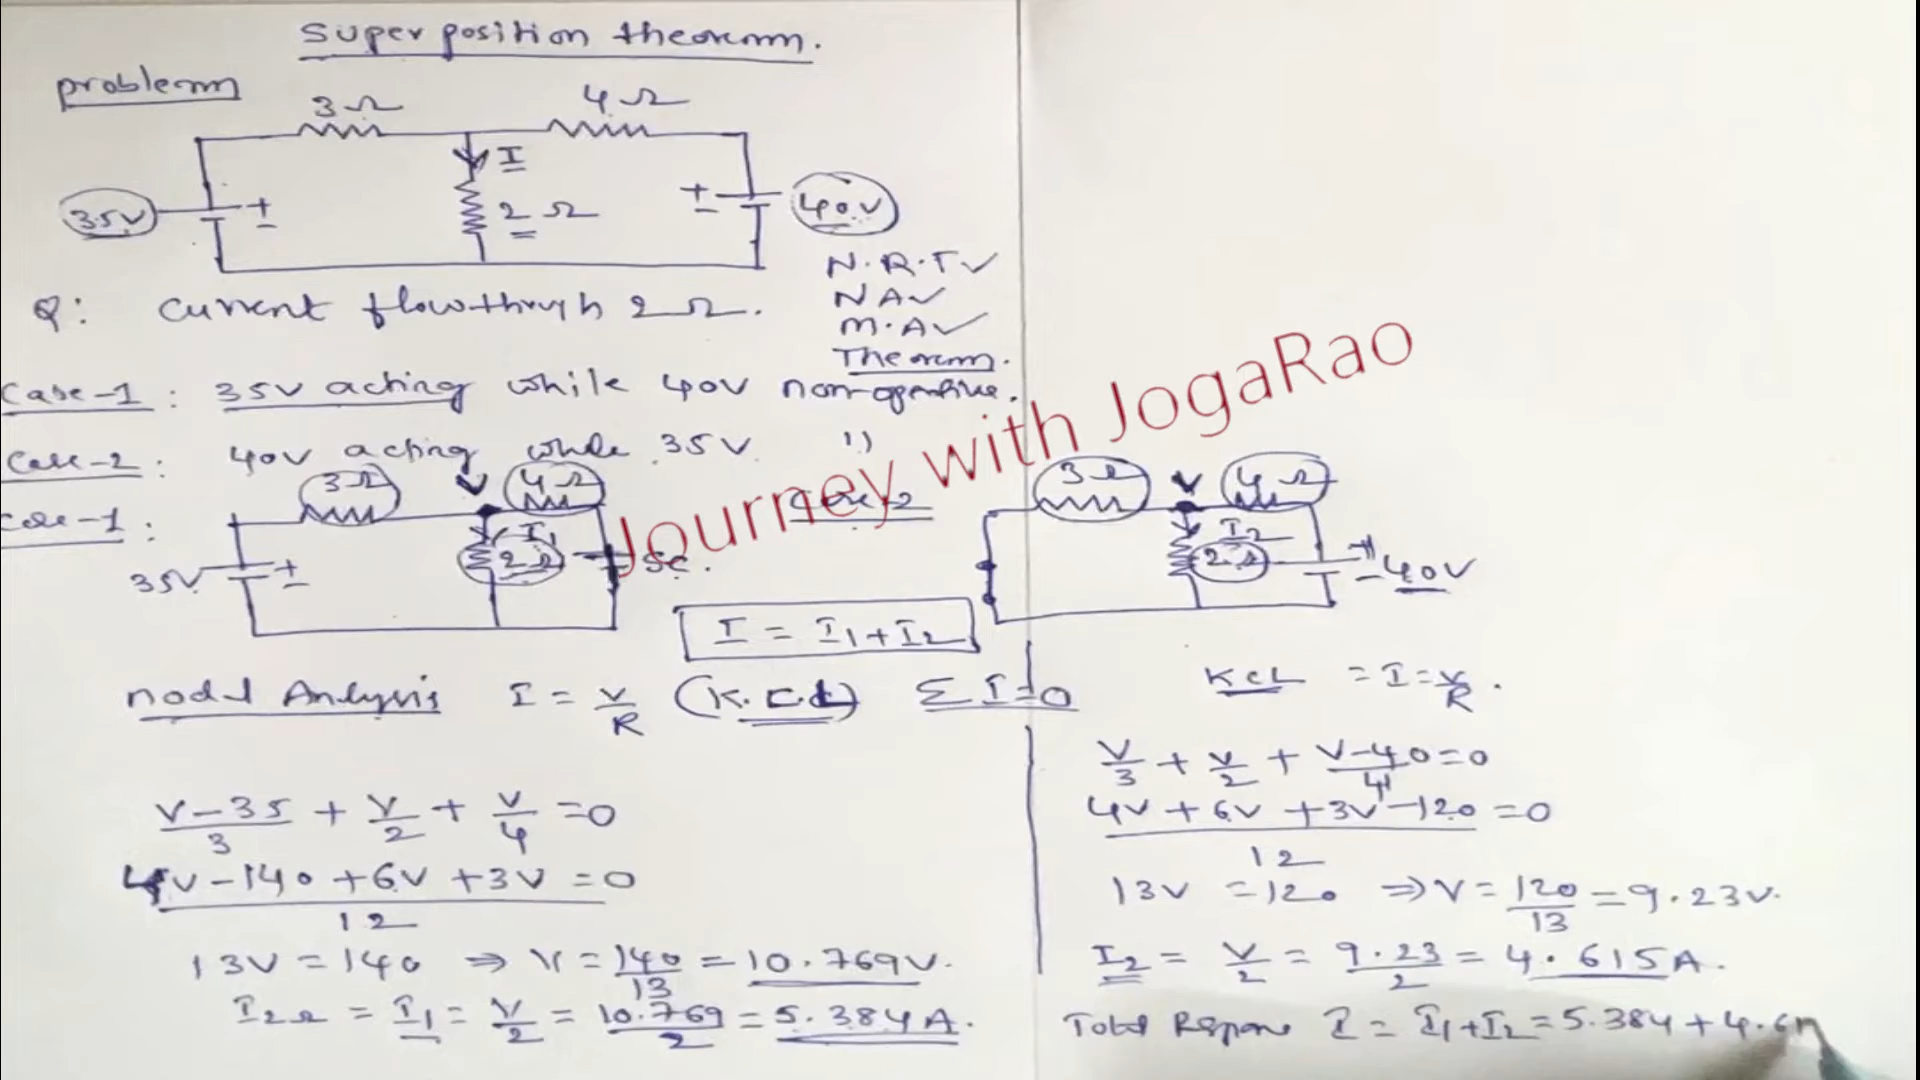 Super position theorem.
problem
3Ω
4Ω
I
35V
+
-
2Ω
+
-
40V
N.R.T✓
NA✓
M.A✓
Theorem.
Q: Current flow through 2Ω.
Case-1: 35V acting while 40V non-operative.
Case-2: 40V acting while 35V. 11
Case-1:
3Ω
V
4Ω
I₁
2Ω
SC.
35V
+
-
Case-2
3Ω
V
4Ω
I₂
2Ω
+
-
40V
I = I₁+I₂
nodal Analysis I = V/R (K.C.L) ΣI=0
(V-35)/3 + V/2 + V/4 = 0
(4V-140+6V+3V)/12 = 0
13V = 140 ⇒ V = 140/13 = 10.769V.
I₂Ω = I₁ = V/2 = 10.769/2 = 5.384A.
KCL = I = V/R.
V/3 + V/2 + (V-40)/4 = 0
(4V+6V+3V-120)/12 = 0
13V = 120 ⇒ V = 120/13 = 9.23V.
I₂ = V/2 = 9.23/2 = 4.615A.
Total Response I = I₁+I₂ = 5.384+4.6
Journey with JogaRao